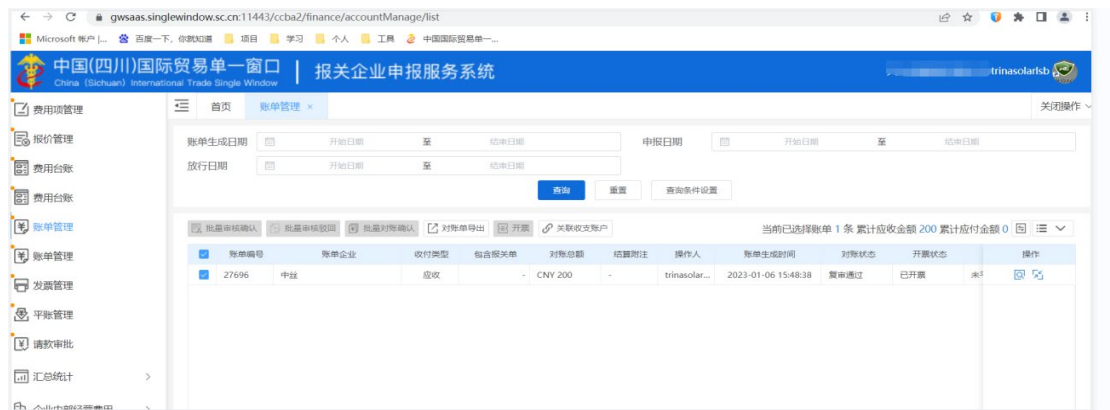 gwsaas.singlewindow.sc.cn:11443/ccba2/finance/accountManage/list
Microsoft 帐户 |... 百度一下，你就知道 项目 学习 个人 工具 中国国际贸易单一...
中国(四川)国际贸易单一窗口 | 报关企业申报服务系统
China (Sichuan) International Trade Single Window
trinasolarlsb
费用项管理
首页 账单管理 × 关闭操作
报价管理
账单生成日期 开始日期 至 结束日期 申报日期 开始日期 至 结束日期
费用台账
放行日期 开始日期 至 结束日期
查询 重置 查询条件设置
费用台账
账单管理
批量审核确认 批量审核驳回 批量对账确认 对账单导出 开票 关联收支账户 当前已选择账单 1 条 累计应收金额 200 累计应付金额 0
账单管理
账单编号 账单企业 收付类型 包含报关单 对账总额 结算附注 操作人 账单生成时间 对账状态 开票状态 操作
27696 中丝 应收 - CNY 200 - trinasolar... 2023-01-06 15:48:38 复审通过 已开票 未
发票管理
平账管理
请款审批
汇总统计
企业内部经营费用